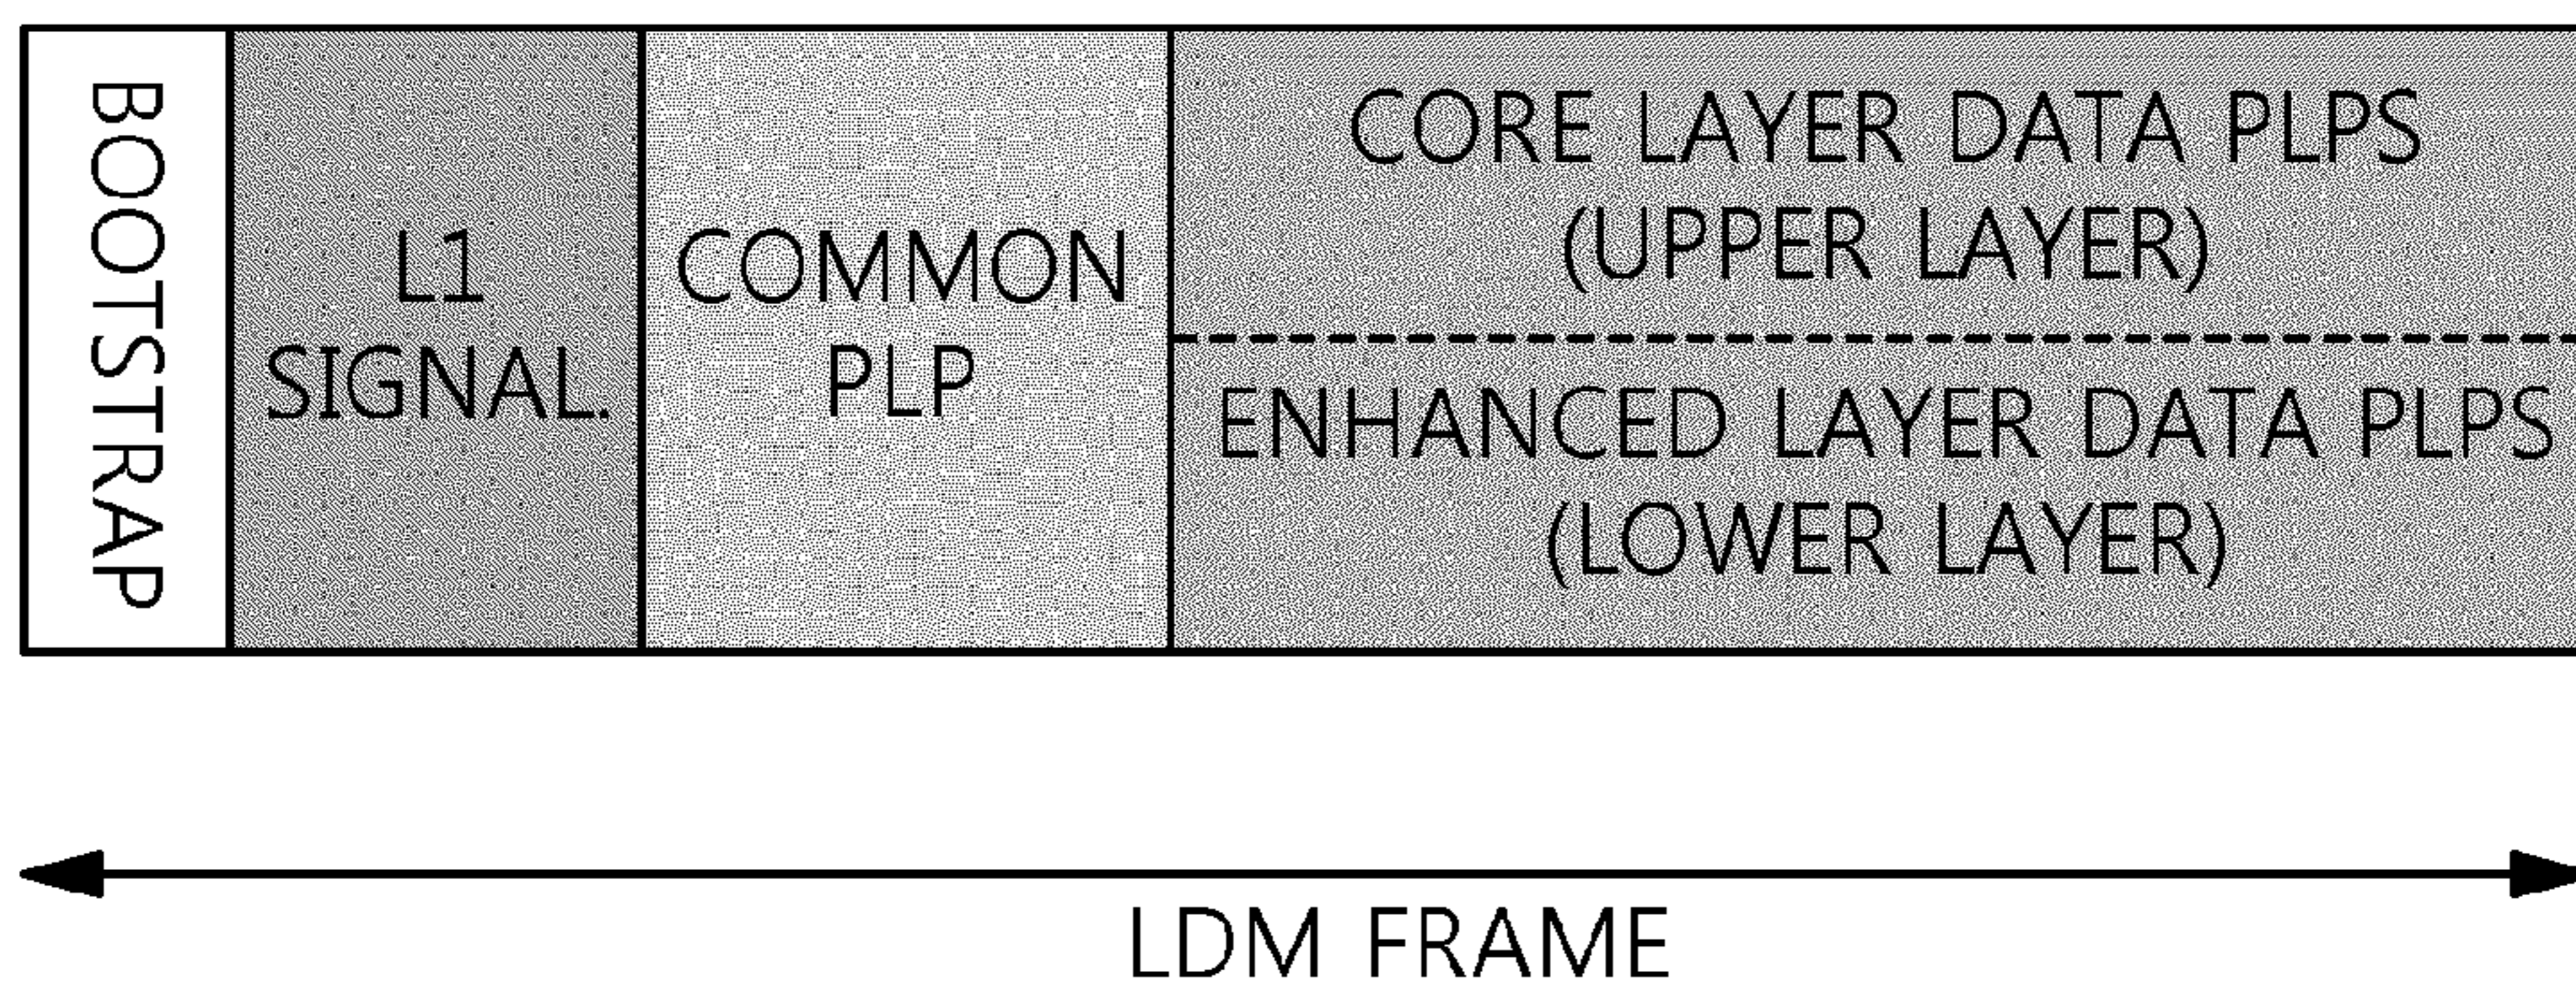 BOOTSTRAP
L1
SIGNAL.
COMMON
PLP
CORE LAYER DATA PLPS
(UPPER LAYER)
ENHANCED LAYER DATA PLPS
(LOWER LAYER)
LDM FRAME